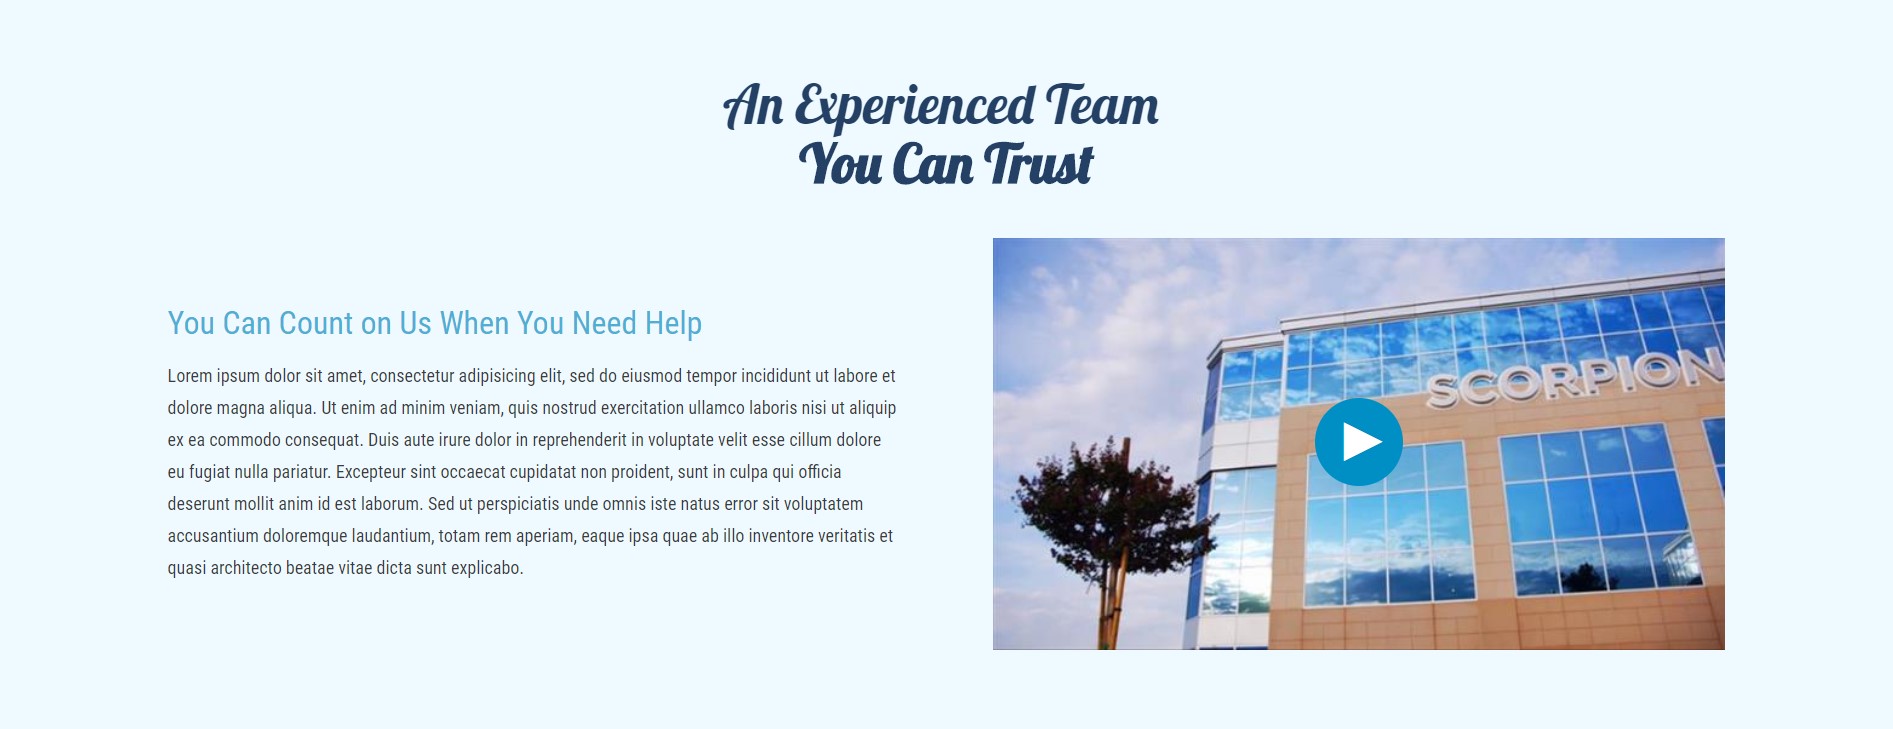 An Experienced Team
You Can Trust
You Can Count on Us When You Need Help
Lorem ipsum dolor sit amet, consectetur adipisicing elit, sed do eiusmod tempor incididunt ut labore et
dolore magna aliqua. Ut enim ad minim veniam, quis nostrud exercitation ullamco laboris nisi ut aliquip
ex ea commodo consequat. Duis aute irure dolor in reprehenderit in voluptate velit esse cillum dolore
eu fugiat nulla pariatur. Excepteur sint occaecat cupidatat non proident, sunt in culpa qui officia
deserunt mollit anim id est laborum. Sed ut perspiciatis unde omnis iste natus error sit voluptatem
accusantium doloremque laudantium, totam rem aperiam, eaque ipsa quae ab illo inventore veritatis et
quasi architecto beatae vitae dicta sunt explicabo.
SCORPION